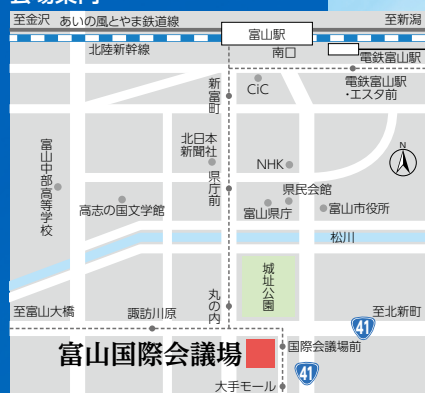 至金沢
あいの風とやま鉄道線
富山駅
至新潟
北陸新幹線
南口
電鉄富山駅
新富町
CiC
電鉄富山駅
・エスタ前
北日本
新聞社
富山中部高等学校
NHK
N
県庁前
県民会館
高志の国文学館
富山県庁
富山市役所
松川
城址公園
丸の内
至富山大橋
諏訪川原
至北新町
41
富山国際会議場
国際会議場前
41
大手モール